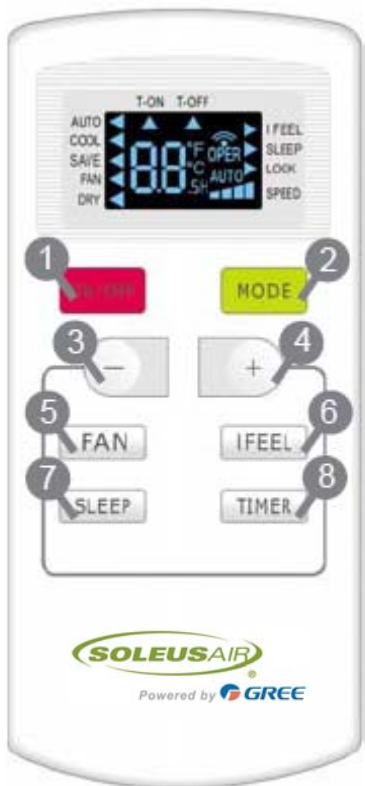 T-ON T-OFF
AUTO
COOL
SAVE
FAN
DRY
88
°F
°C
.5H
OPER
AUTO
I FEEL
SLEEP
LOCK
SPEED
1
ON/OFF
2
MODE
3
−
4
+
5
FAN
6
IFEEL
7
SLEEP
8
TIMER
SOLEUSAIR
®
Powered by GREE